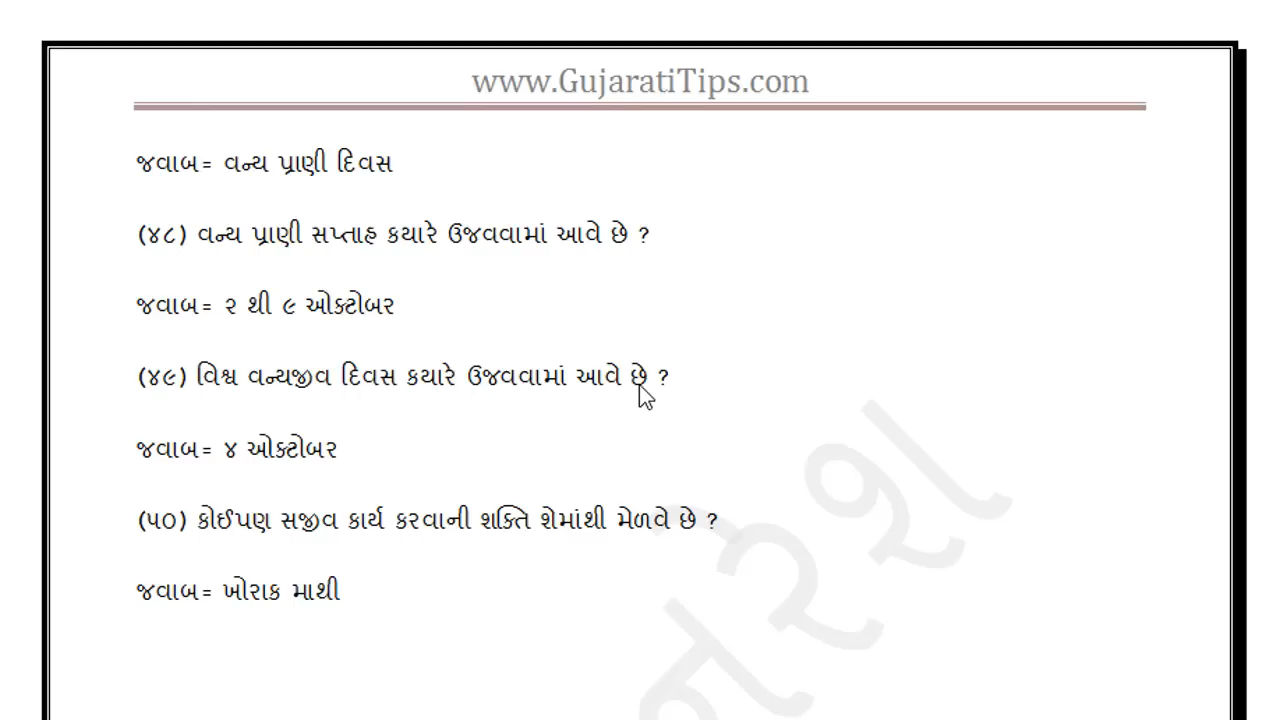 www.GujaratiTips.com
જવાબ= વન્ય પ્રાણી દિવસ
(૪૮) વન્ય પ્રાણી સપ્તાહ કયારે ઉજવવામાં આવે છે ?
જવાબ= ૨ થી ૯ ઓક્ટોબર
(૪૯) વિશ્વ વન્યજીવ દિવસ કયારે ઉજવવામાં આવે છે ?
જવાબ= ૪ ઓક્ટોબર
(૫૦) કોઈપણ સજીવ કાર્ય કરવાની શક્તિ શેમાંથી મેળવે છે ?
જવાબ= ખોરાક માથી